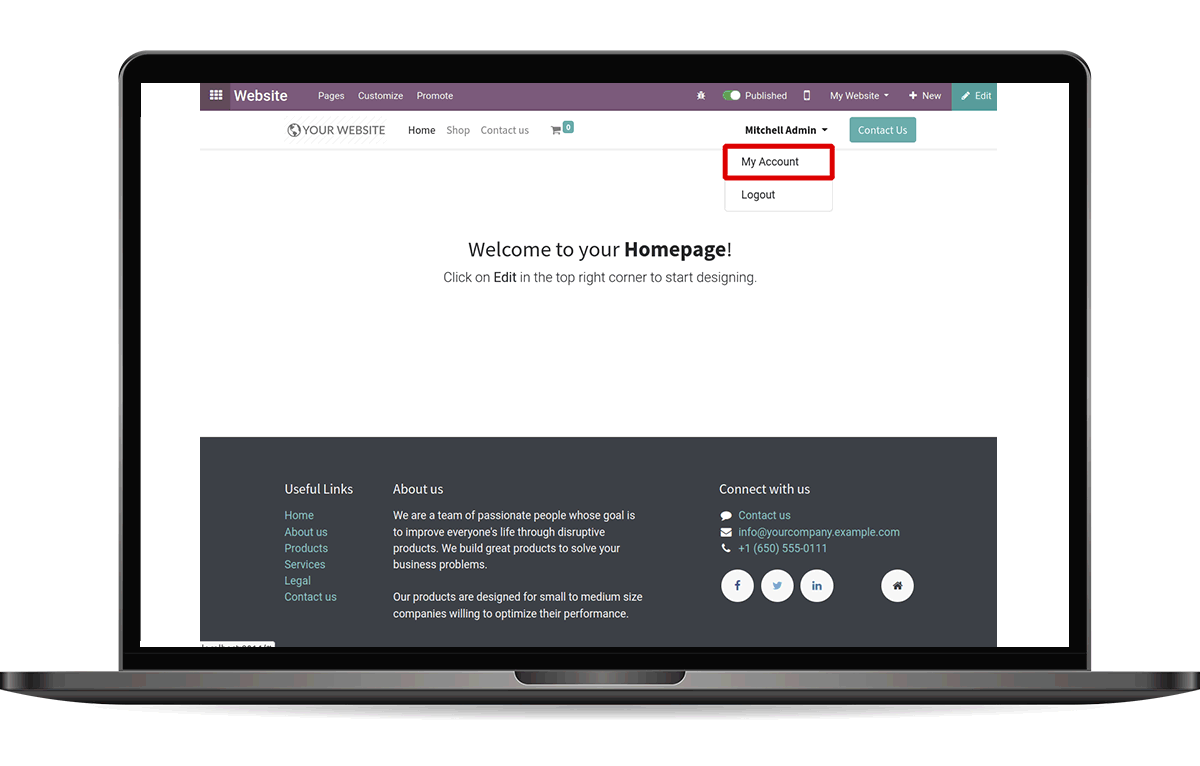 Website Pages Customize Promote Published My Website New Edit
YOUR WEBSITE Home Shop Contact us 0 Mitchell Admin Contact Us
My Account
Logout
Welcome to your Homepage!
Click on Edit in the top right corner to start designing.
Useful Links
Home
About us
Products
Services
Legal
Contact us
About us
We are a team of passionate people whose goal is
to improve everyone's life through disruptive
products. We build great products to solve your
business problems.
Our products are designed for small to medium size
companies willing to optimize their performance.
Connect with us
Contact us
info@yourcompany.example.com
+1 (650) 555-0111